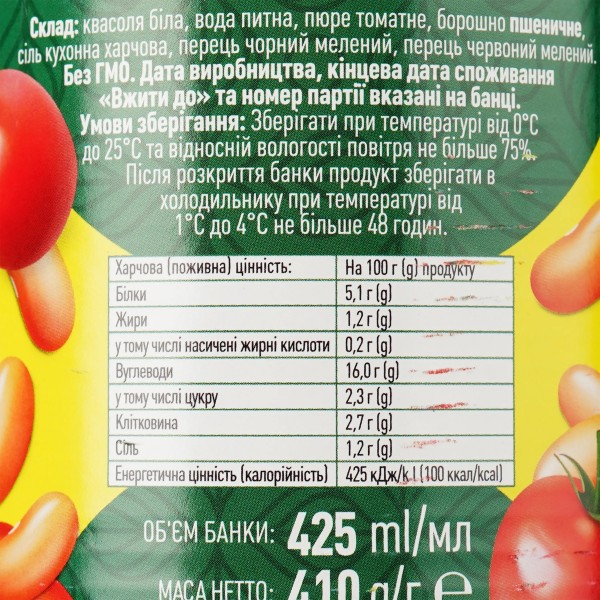 Склад: квасоля біла, вода питна, пюре томатне, борошно пшеничне,
сіль кухонна харчова, перець чорний мелений, перець червоний мелений.
Без ГМО. Дата виробництва, кінцева дата споживання
«Вжити до» та номер партії вказані на банці.
Умови зберігання: Зберігати при температурі від 0°С
до 25°С та відносній вологості повітря не більше 75%.
Після розкриття банки продукт зберігати в
холодильнику при температурі від
1°С до 4°С не більше 48 годин.
Харчова (поживна) цінність: На 100 г (g) продукту
Білки 5,1 г (g)
Жири 1,2 г (g)
у тому числі насичені жирні кислоти 0,2 г (g)
Вуглеводи 16,0 г (g)
у тому числі цукру 2,3 г (g)
Клітковина 2,7 г (g)
Сіль 1,2 г (g)
Енергетична цінність (калорійність) 425 кДж/kJ (100 ккал/kcal)
ОБ'ЄМ БАНКИ: 425 ml/мл
МАСА НЕТТО: 410 g/г e